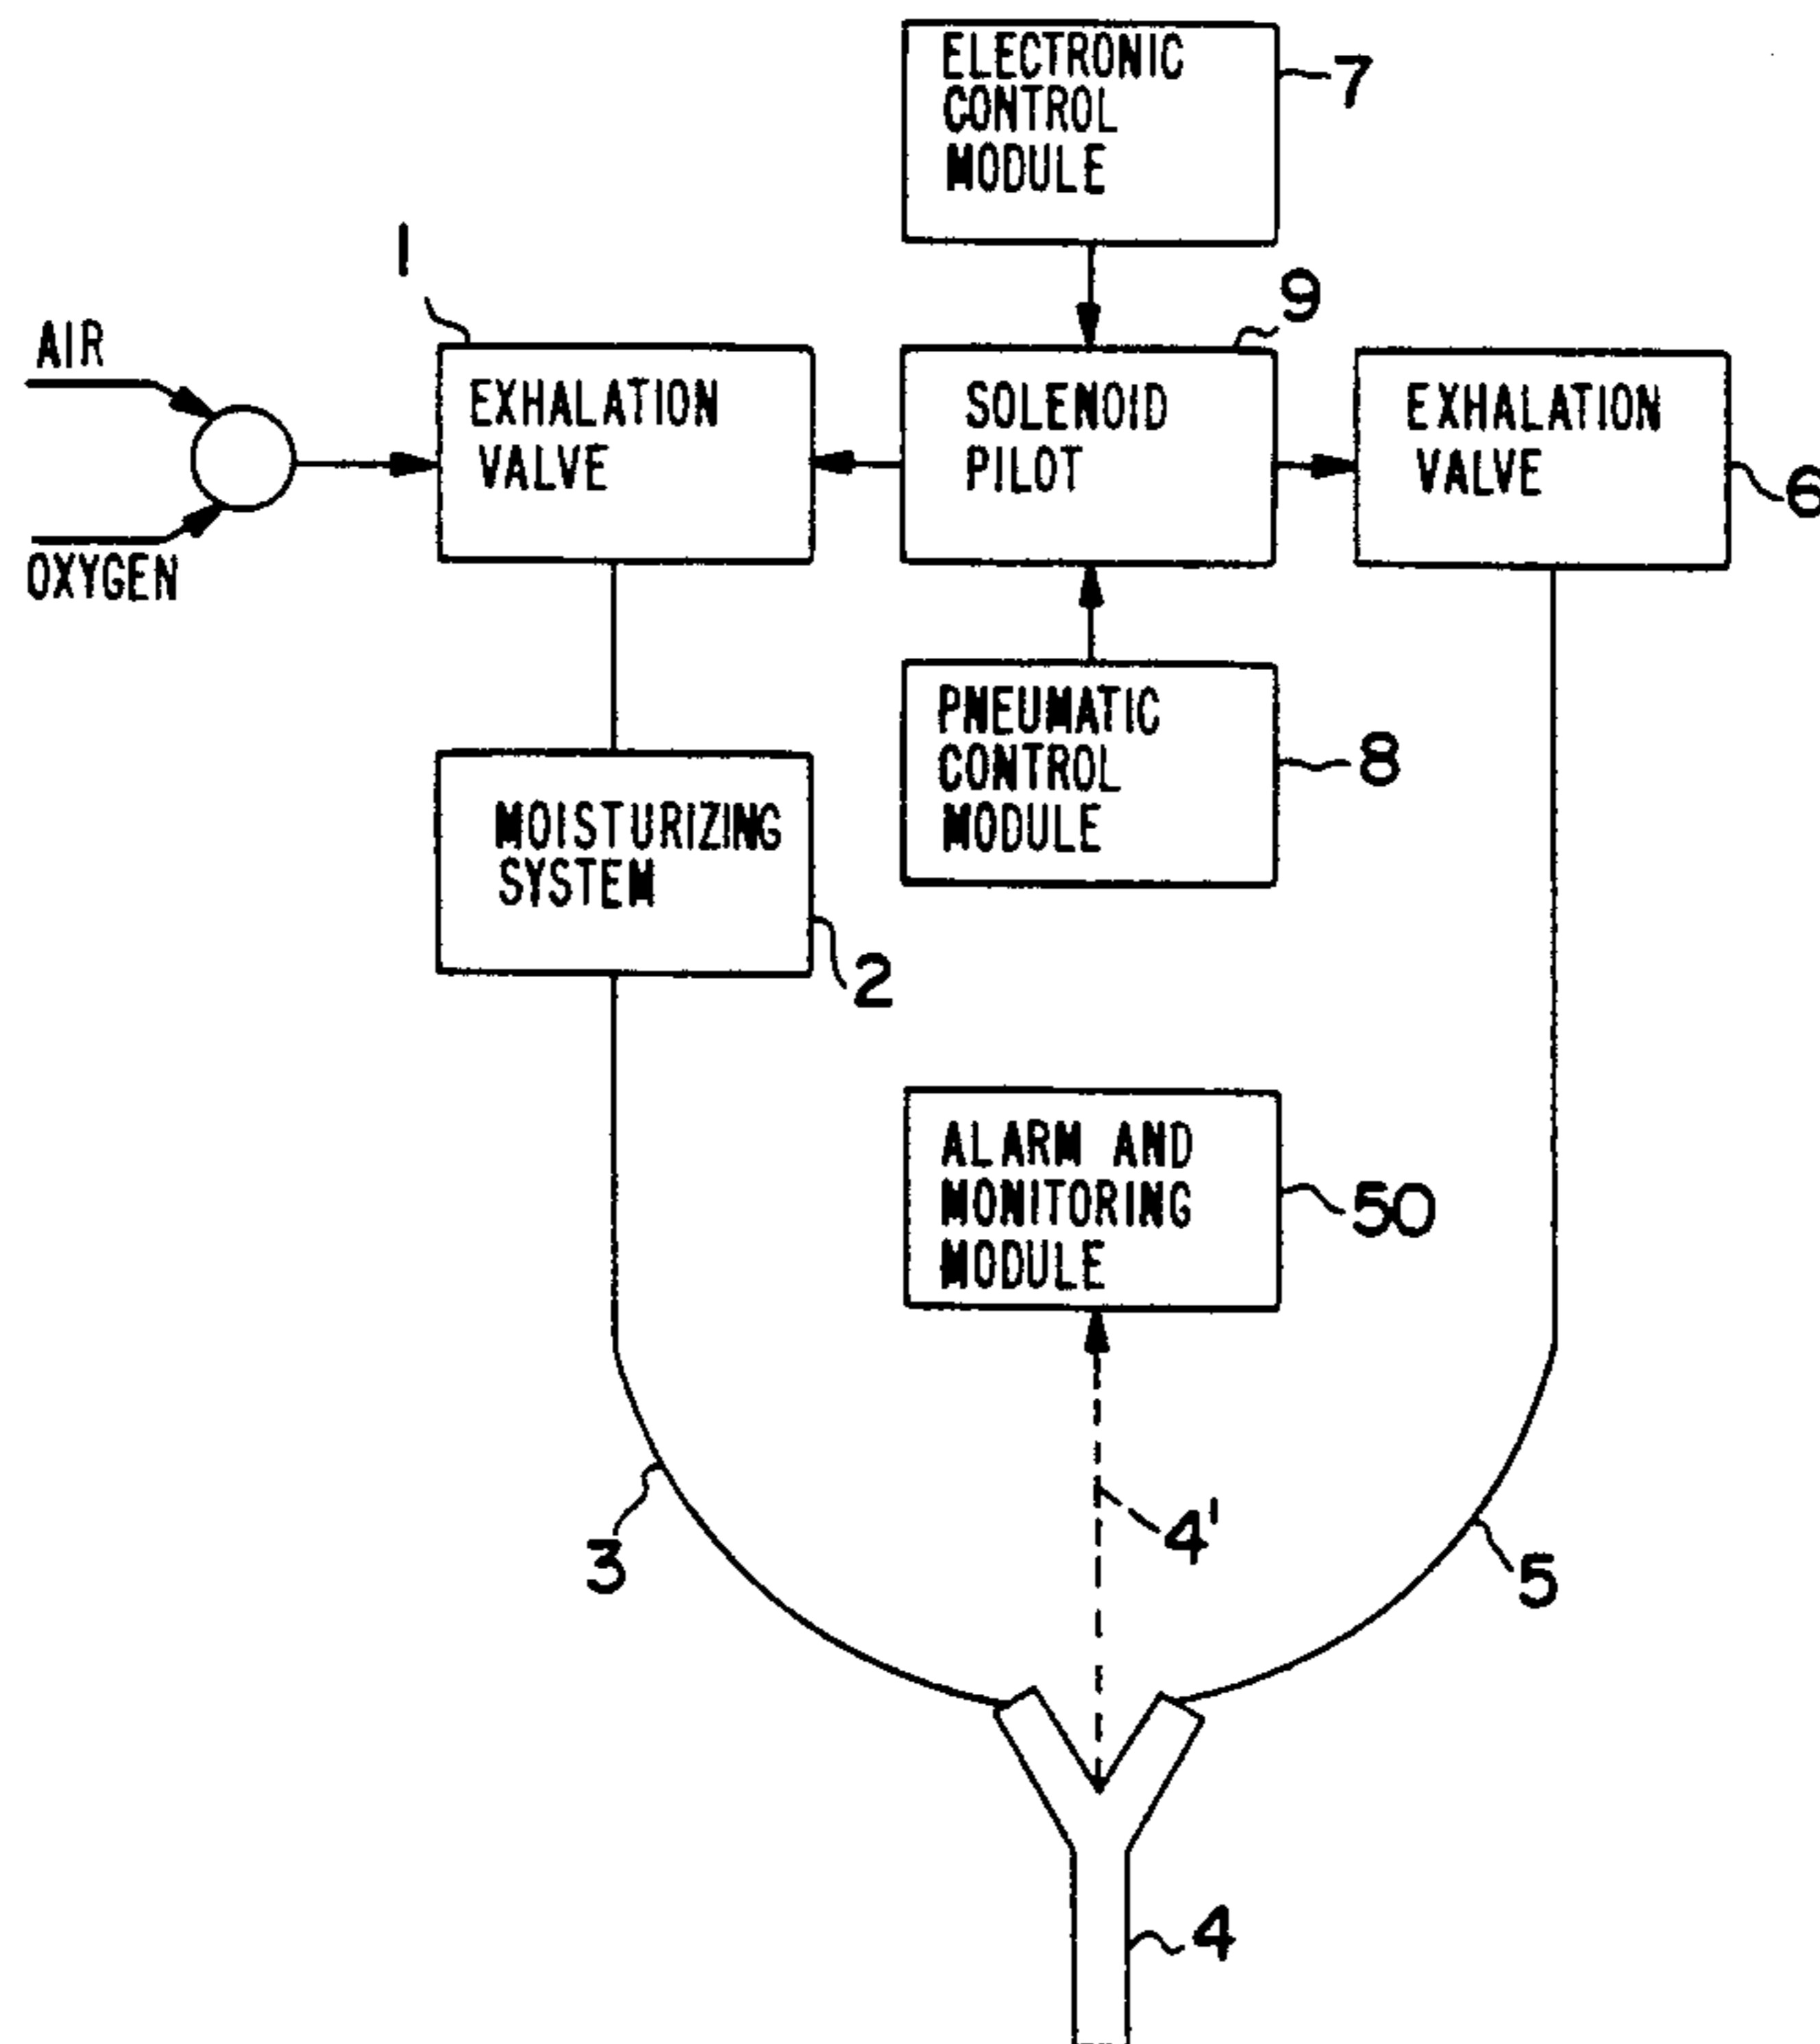 ELECTRONIC
CONTROL
MODULE
7
1
9
AIR
EXHALATION
VALVE
SOLENOID
PILOT
EXHALATION
VALVE
6
OXYGEN
PNEUMATIC
CONTROL
MODULE
8
MOISTURIZING
SYSTEM
2
ALARM AND
MONITORING
MODULE
50
3
4'
5
4